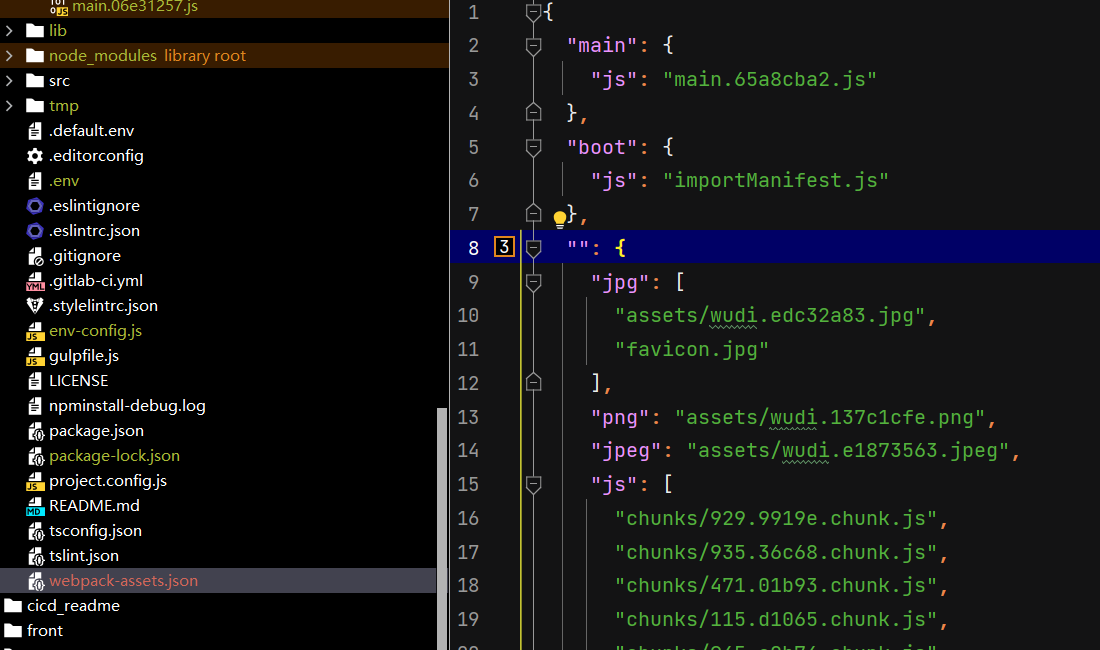 main.06e31257.js
lib
node_modules library root
src
tmp
.default.env
.editorconfig
.env
.eslintignore
.eslintrc.json
.gitignore
.gitlab-ci.yml
.stylelintrc.json
env-config.js
gulpfile.js
LICENSE
npminstall-debug.log
package.json
package-lock.json
project.config.js
README.md
tsconfig.json
tslint.json
webpack-assets.json
cicd_readme
front
1 {
2 "main": {
3 "js": "main.65a8cba2.js"
4 },
5 "boot": {
6 "js": "importManifest.js"
7 },
8 3 "": {
9 "jpg": [
10 "assets/wudi.edc32a83.jpg",
11 "favicon.jpg"
12 ],
13 "png": "assets/wudi.137c1cfe.png",
14 "jpeg": "assets/wudi.e1873563.jpeg",
15 "js": [
16 "chunks/929.9919e.chunk.js",
17 "chunks/935.36c68.chunk.js",
18 "chunks/471.01b93.chunk.js",
19 "chunks/115.d1065.chunk.js",